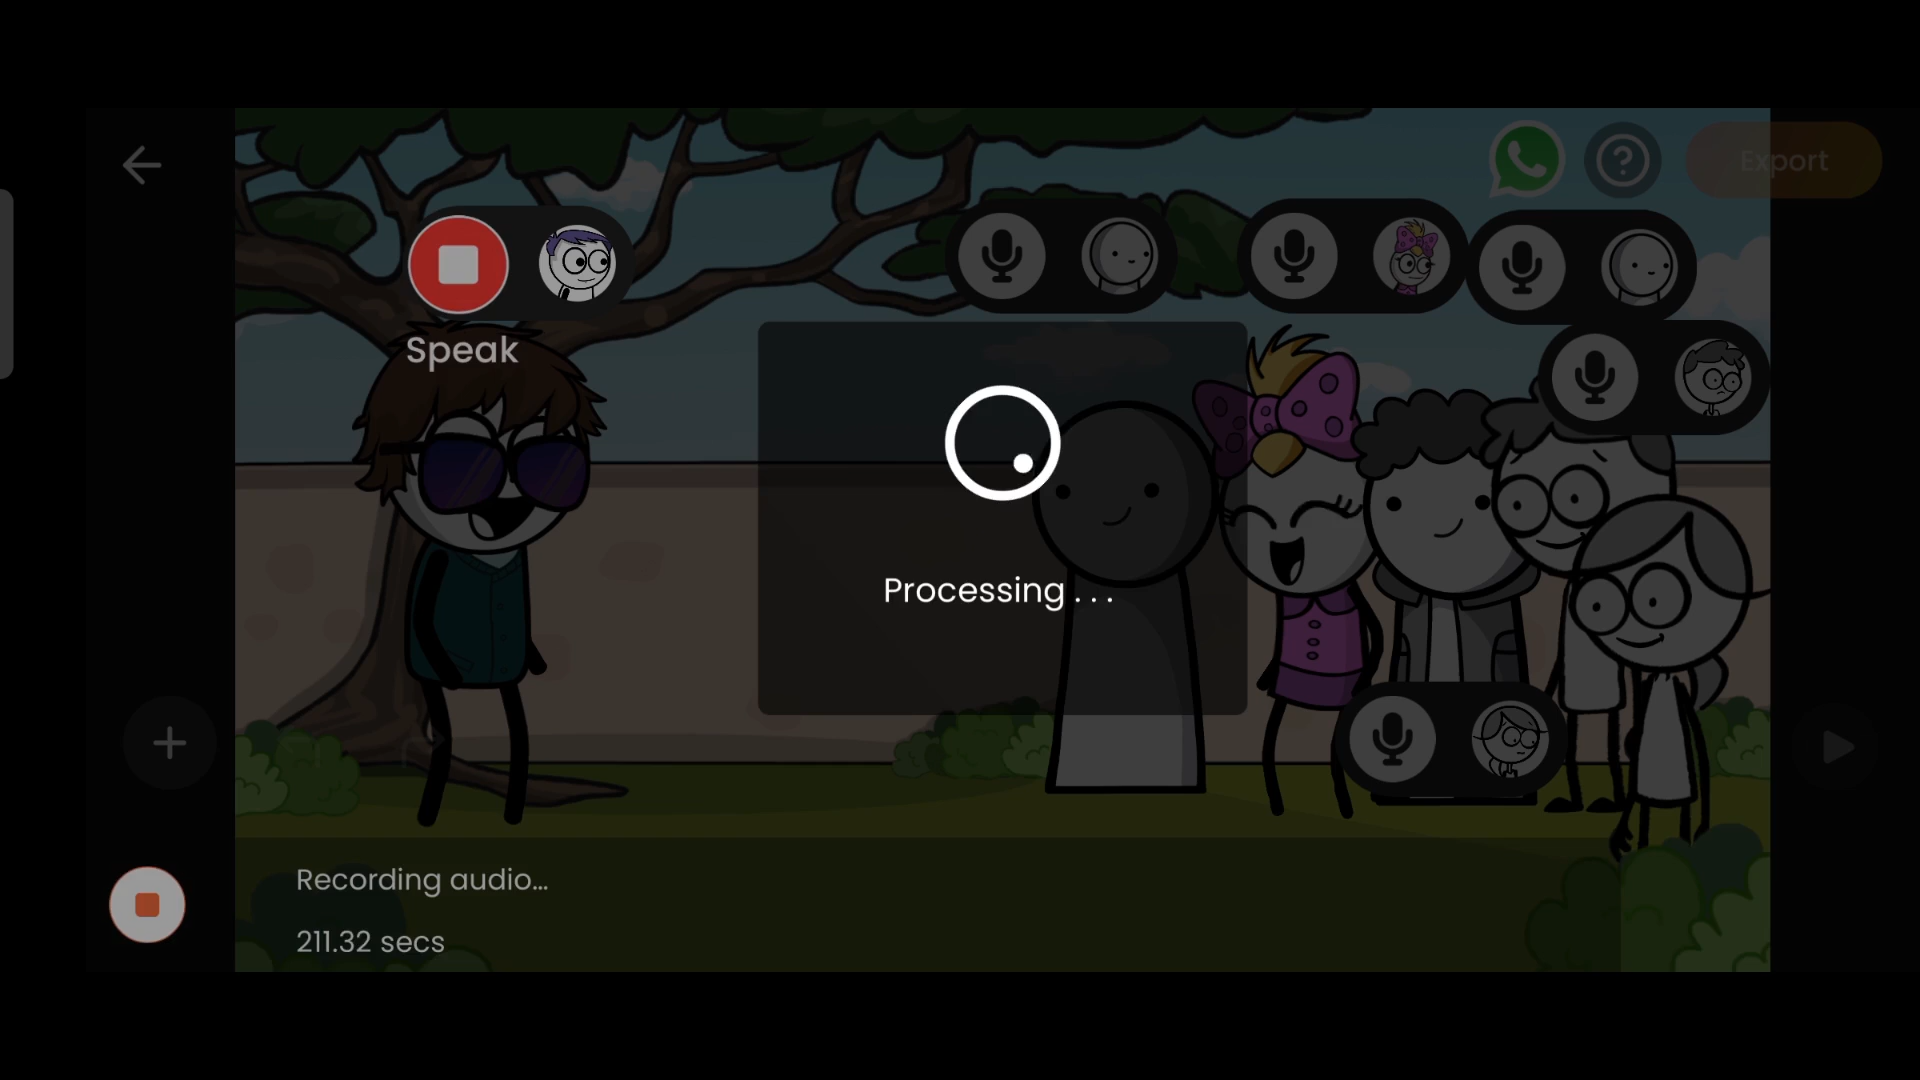 Export
Speak
Processing . . .
Recording audio...
211.32 secs